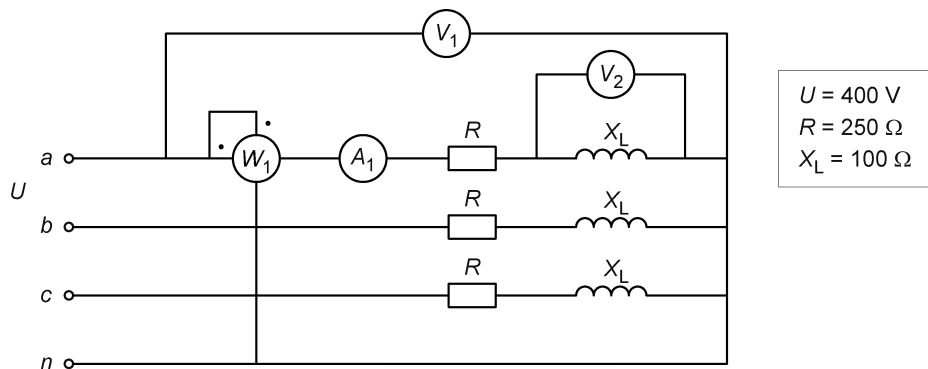 V1
V2
U = 400 V
R = 250 Ω
XL = 100 Ω
R
XL
a
W1
A1
U
R
XL
b
R
XL
c
n